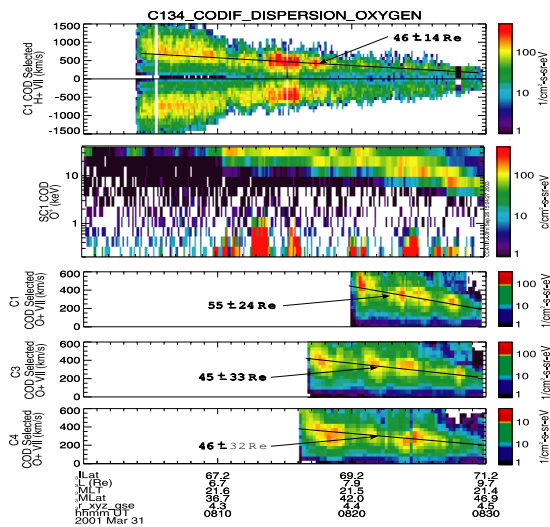 C134_CODIF_DISPERSION_OXYGEN
C1 COD Selected
H+ VII (km/s)
1500
1000
500
0
-500
-1000
-1500
46 ± 14 Re
100
10
1
1/cm²-s-sr-eV
SC1 COD
O⁺ (keV)
10
1
100
10
1
C1
COD Selected
O+ VII (km/s)
600
400
200
0
55 ± 24 Re
100
10
1
1/cm²-s-sr-eV
C3
COD Selected
O+ VII (km/s)
600
400
200
0
45 ± 33 Re
100
10
1
1/cm²-s-sr-eV
C4
COD Selected
O+ VII (km/s)
600
400
200
0
46 ± 32 Re
100
10
1
1/cm²-s-sr-eV
ILat 67.2 69.2 71.2
L (Re) 6.7 7.9 9.7
MLT 21.6 21.5 21.4
MLat 36.7 42.0 46.9
r_xyz_gse 4.3 4.4 4.5
hhmm UT 0810 0820 0830
2001 Mar 31